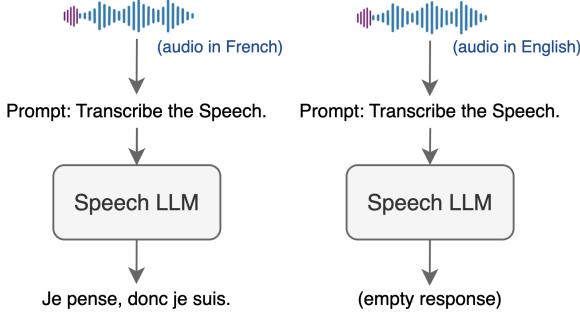 (audio in French)
Prompt: Transcribe the Speech.
Speech LLM
Je pense, donc je suis.
(audio in English)
Prompt: Transcribe the Speech.
Speech LLM
(empty response)